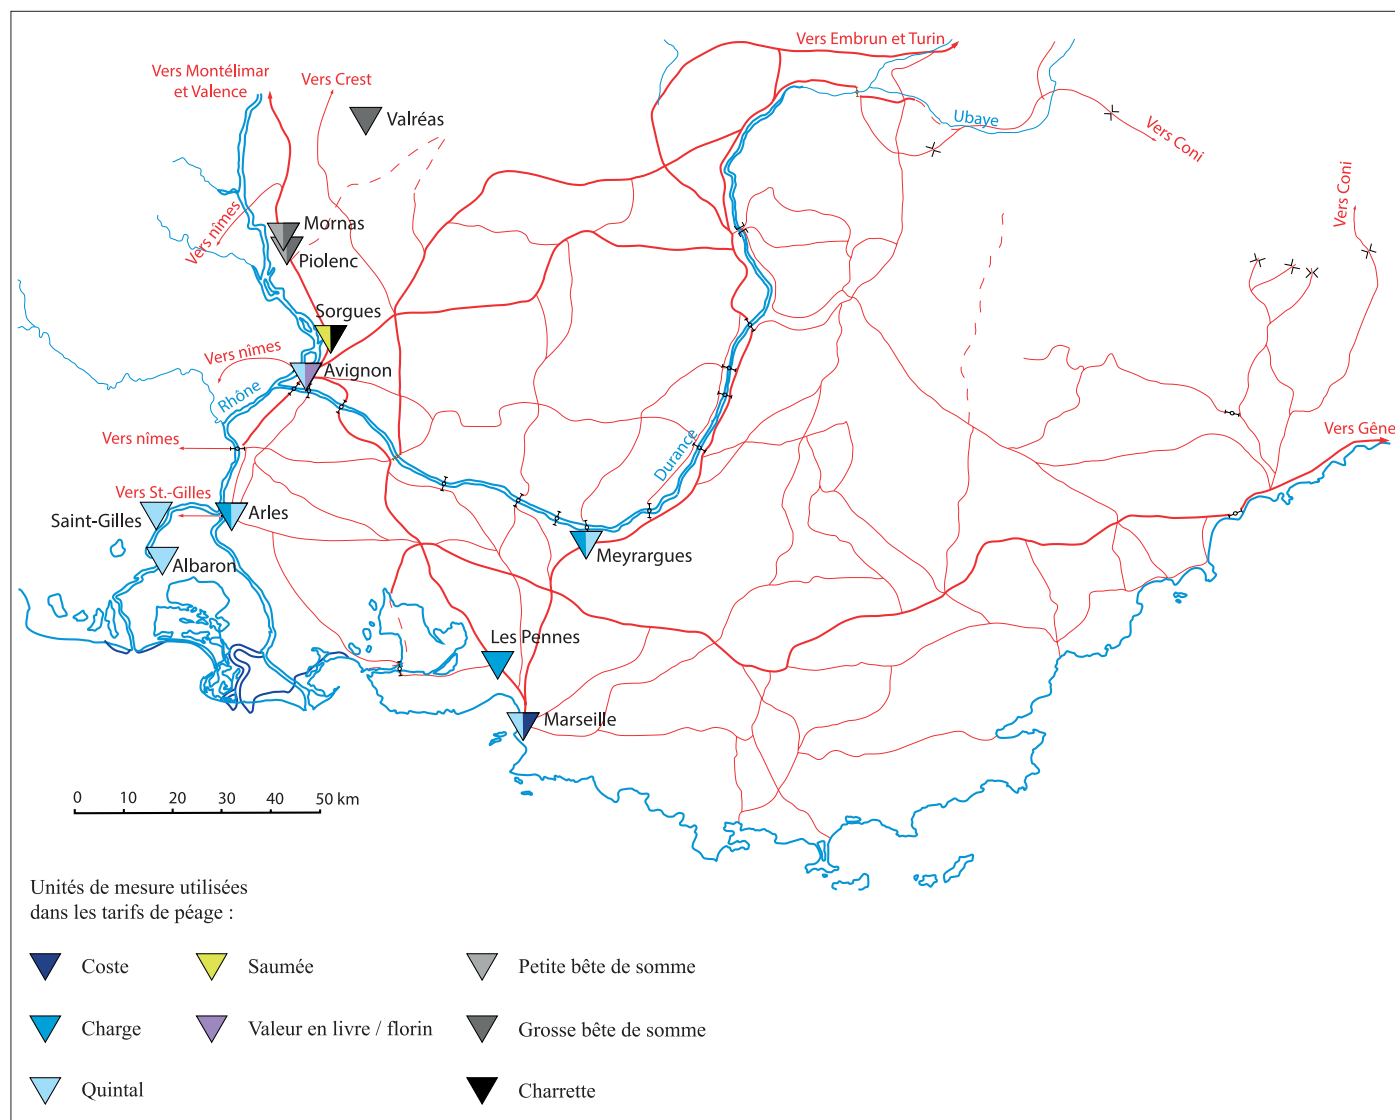 Vers Embrun et Turin
Vers Montélimar
et Valence
Vers Crest
Valréas
Ubaye
Vers Coni
Vers Coni
Mornas
Vers nîmes
Piolenc
Sorgues
Vers nîmes
Avignon
Rhône
Vers nîmes
Durance
Vers Gêne
Vers St.-Gilles
Saint-Gilles
Arles
Meyrargues
Albaron
Les Pennes
Marseille
0 10 20 30 40 50 km
Unités de mesure utilisées
dans les tarifs de péage :
Coste
Saumée
Petite bête de somme
Charge
Valeur en livre / florin
Grosse bête de somme
Quintal
Charrette